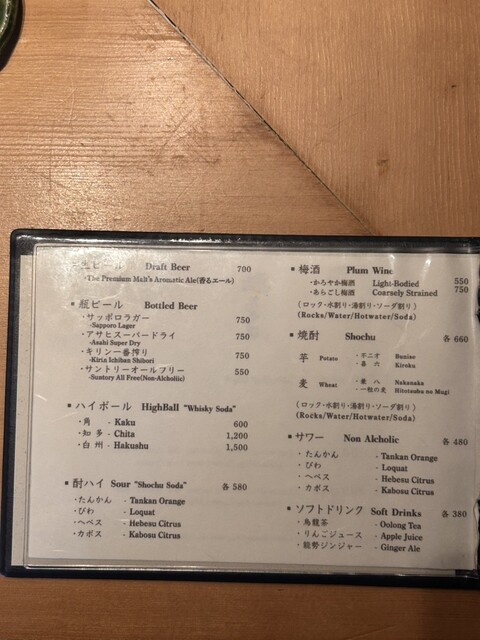 生ビール Draft Beer 700
・The Premium Malt's Aromatic Ale(香るエール)
* 瓶ビール Bottled Beer
・サッポロラガー 750
-Sapporo Lager
・アサヒスーパードライ 750
-Asahi Super Dry
・キリン一番搾り 750
-Kirin Ichiban Shibori
・サントリーオールフリー 550
-Suntory All Free(Non-Alcholiic)
* ハイボール HighBall "Whisky Soda"
・角 - Kaku 600
・知多 - Chita 1,200
・白州 - Hakushu 1,500
* 酎ハイ Sour "Shochu Soda" 各 580
・たんかん - Tankan Orange
・びわ - Loquat
・ヘベス - Hebesu Citrus
・カボス - Kabosu Citrus
* 梅酒 Plum Wine
・かろやか梅酒 Light-Bodied 550
・あらごし梅酒 Coarsely Strained 750
(ロック・水割り・湯割り・ソーダ割り)
(Rocks/Water/Hotwater/Soda)
* 焼酎 Shochu 各 660
芋 Potato ・不二才 - Bunise
・甚六 - Kiroku
麦 Wheat ・兼八 - Nakanaka
・一粒の麦 - Hitotsubu no Mugi
(ロック・水割り・湯割り・ソーダ割り)
(Rocks/Water/Hotwater/Soda)
* サワー Non Alcholic 各 480
・たんかん - Tankan Orange
・びわ - Loquat
・ヘベス - Hebesu Citrus
・カボス - Kabosu Citrus
* ソフトドリンク Soft Drinks 各 380
・烏龍茶 - Oolong Tea
・りんごジュース - Apple Juice
・能勢ジンジャー - Ginger Ale